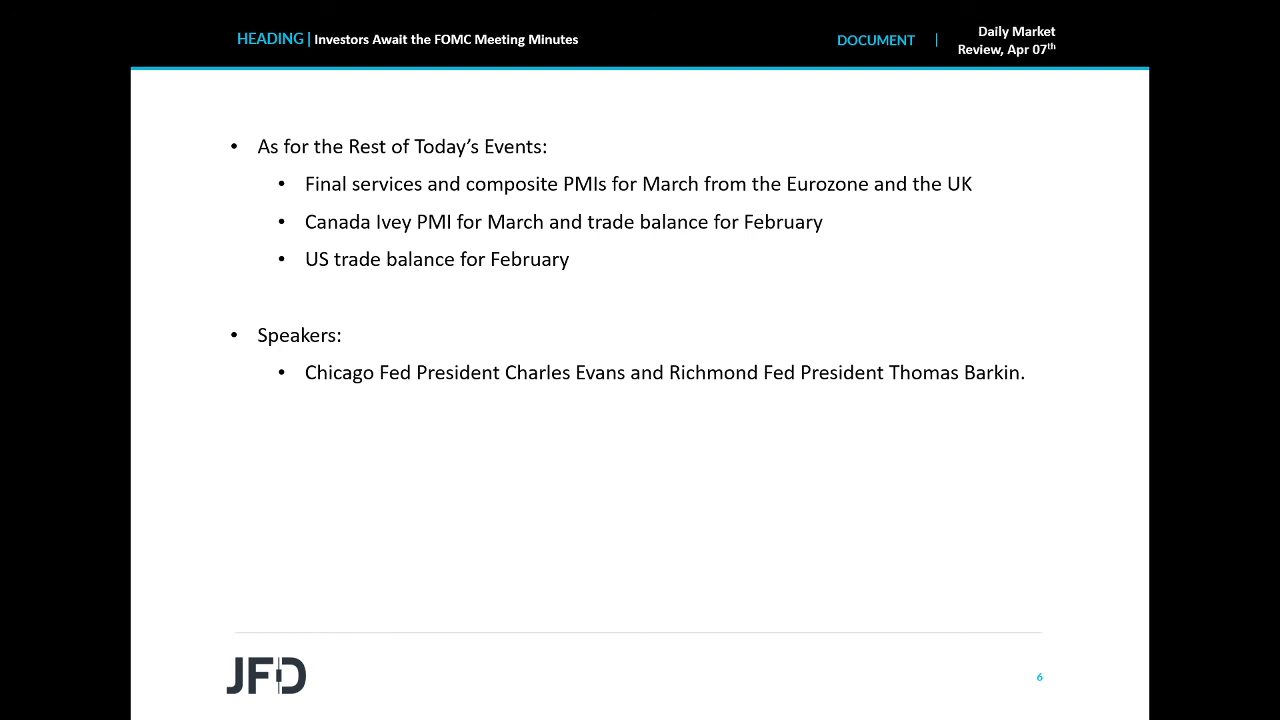 HEADING | Investors Await the FOMC Meeting Minutes
DOCUMENT | Daily Market
Review, Apr 07th
• As for the Rest of Today’s Events:
• Final services and composite PMIs for March from the Eurozone and the UK
• Canada Ivey PMI for March and trade balance for February
• US trade balance for February
• Speakers:
• Chicago Fed President Charles Evans and Richmond Fed President Thomas Barkin.
JFD
6